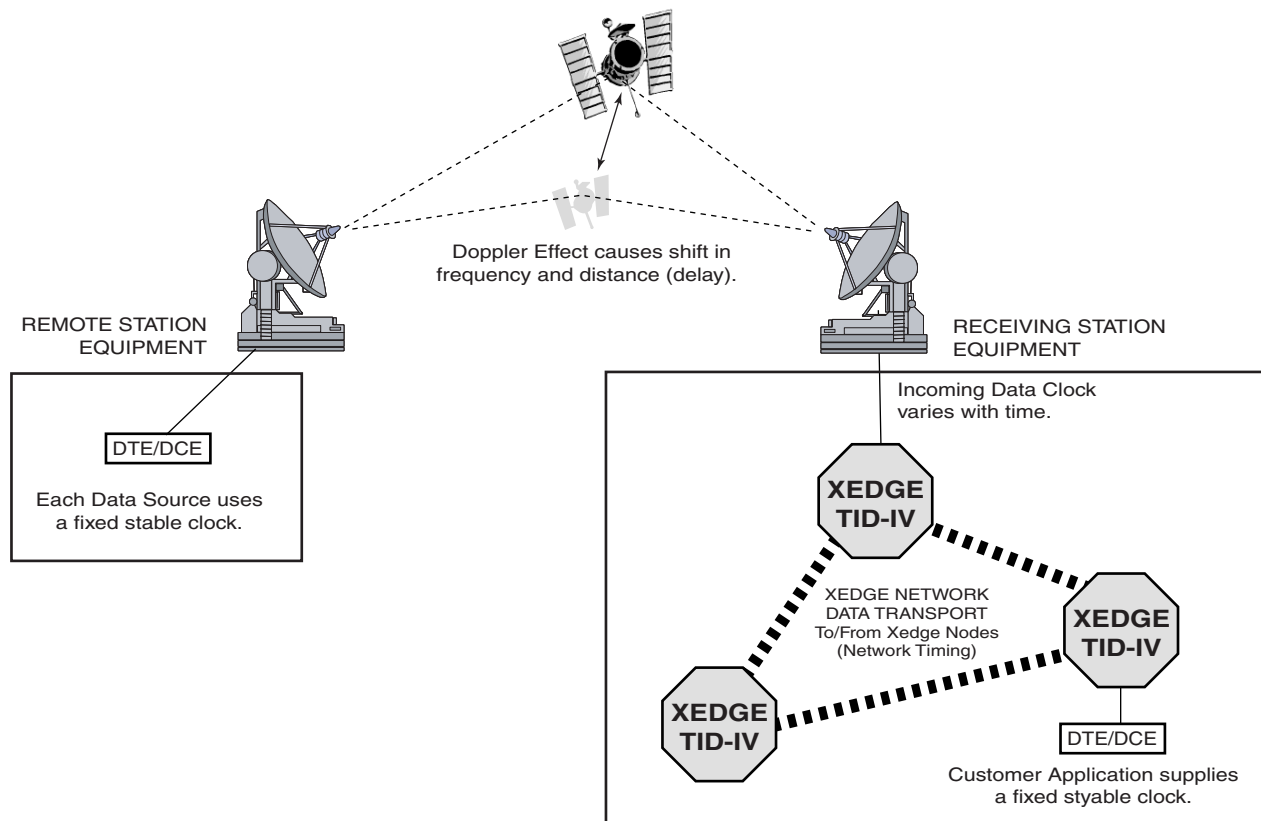 Doppler Effect causes shift in
frequency and distance (delay).
REMOTE STATION
EQUIPMENT
RECEIVING STATION
EQUIPMENT
DTE/DCE
Each Data Source uses
a fixed stable clock.
Incoming Data Clock
varies with time.
XEDGE
TID-IV
XEDGE NETWORK
DATA TRANSPORT
To/From Xedge Nodes
(Network Timing)
XEDGE
TID-IV
XEDGE
TID-IV
DTE/DCE
Customer Application supplies
a fixed styable clock.